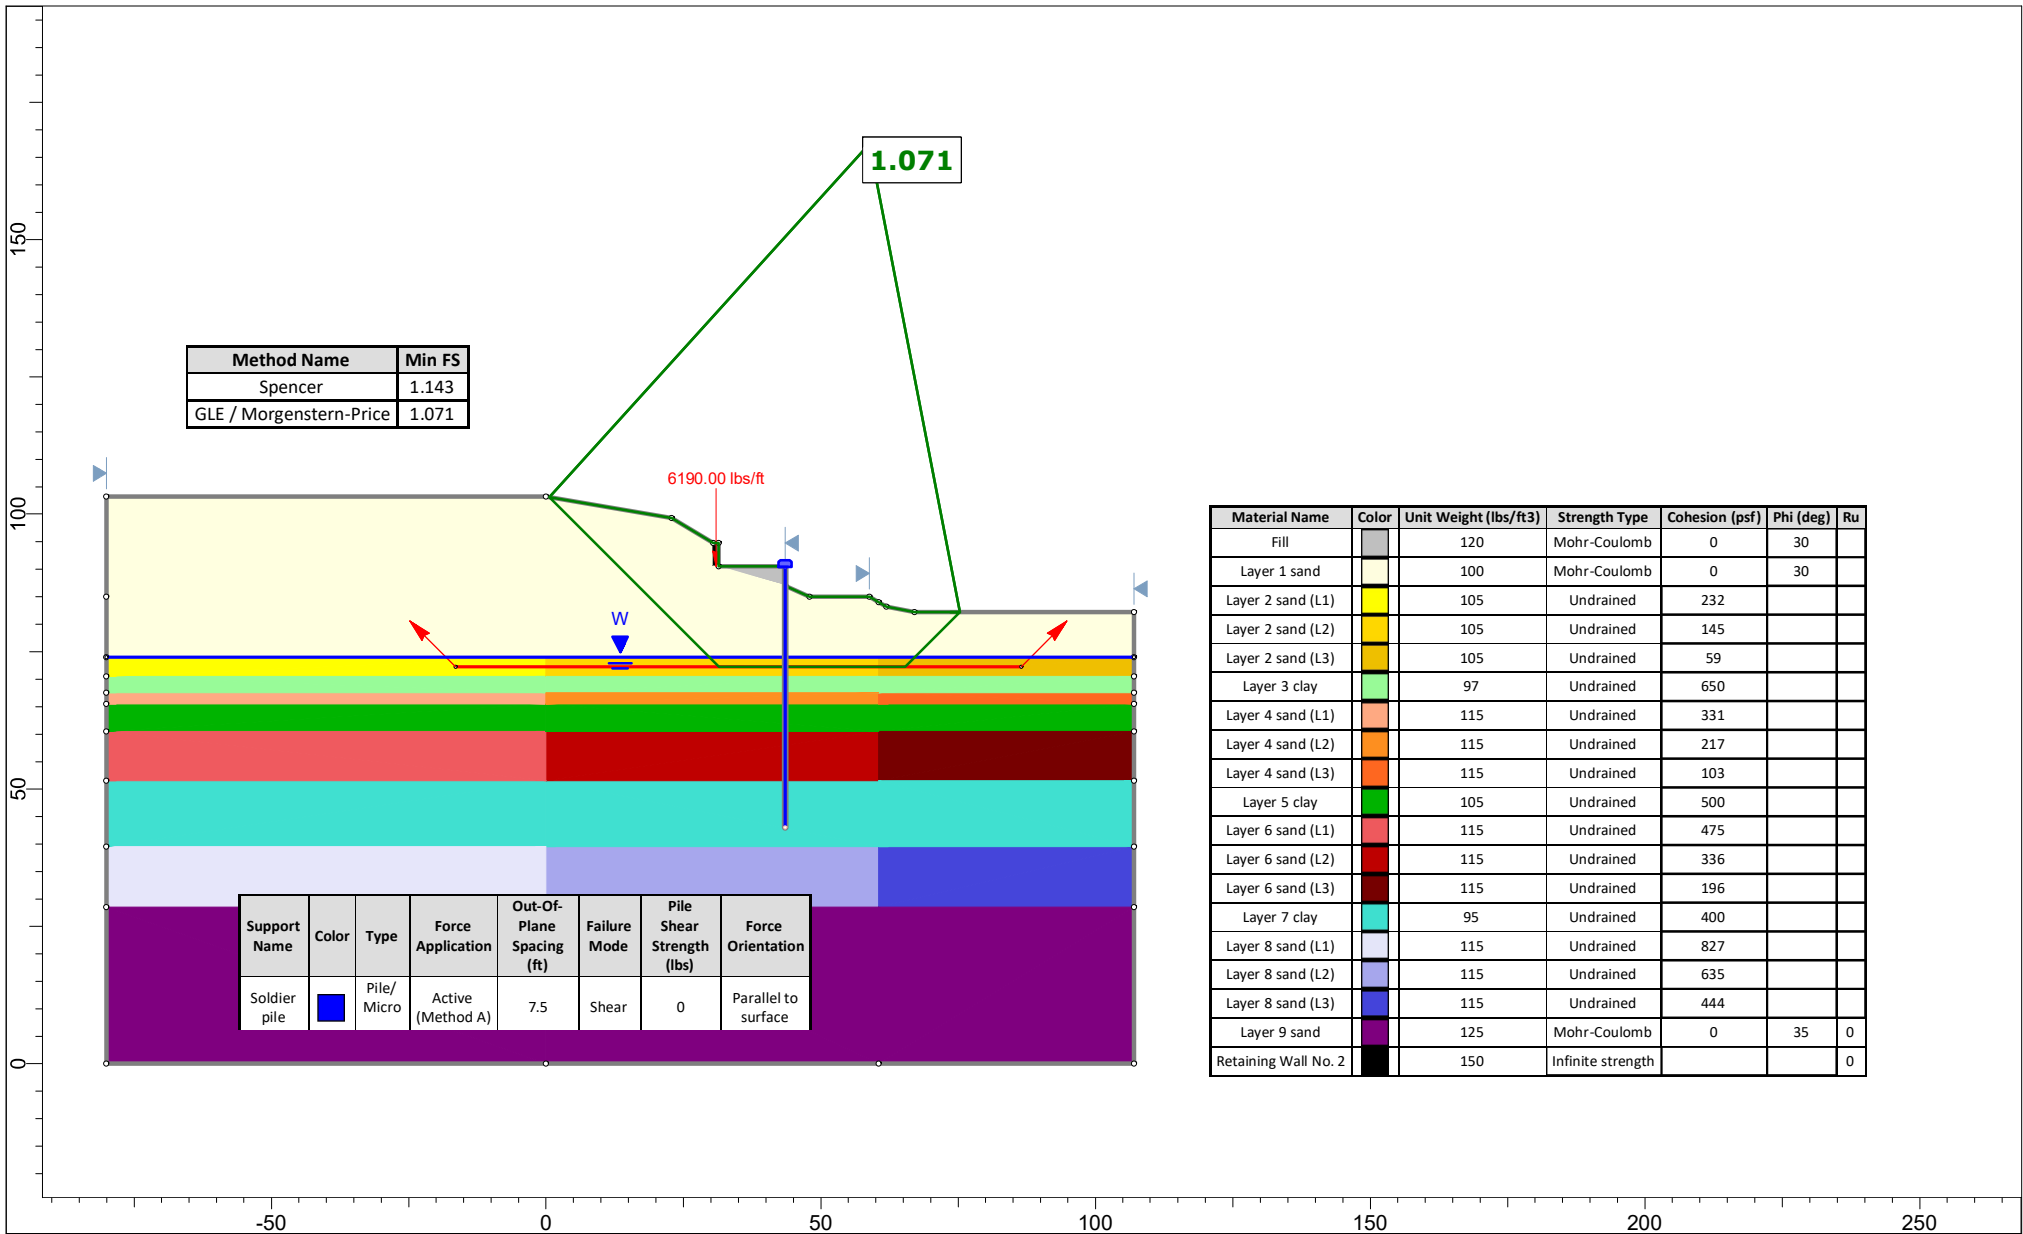 1.071
150
Method Name Min FS
Spencer 1.143
GLE / Morgenstern-Price 1.071
6190.00 lbs/ft
100
W
50
0
Material Name Color Unit Weight (lbs/ft3) Strength Type Cohesion (psf) Phi (deg) Ru
Fill 120 Mohr-Coulomb 0 30
Layer 1 sand 100 Mohr-Coulomb 0 30
Layer 2 sand (L1) 105 Undrained 232
Layer 2 sand (L2) 105 Undrained 145
Layer 2 sand (L3) 105 Undrained 59
Layer 3 clay 97 Undrained 650
Layer 4 sand (L1) 115 Undrained 331
Layer 4 sand (L2) 115 Undrained 217
Layer 4 sand (L3) 115 Undrained 103
Layer 5 clay 105 Undrained 500
Layer 6 sand (L1) 115 Undrained 475
Layer 6 sand (L2) 115 Undrained 336
Layer 6 sand (L3) 115 Undrained 196
Layer 7 clay 95 Undrained 400
Layer 8 sand (L1) 115 Undrained 827
Layer 8 sand (L2) 115 Undrained 635
Layer 8 sand (L3) 115 Undrained 444
Layer 9 sand 125 Mohr-Coulomb 0 35 0
Retaining Wall No. 2 150 Infinite strength 0
Support Name Color Type Force Application Out-Of-Plane Spacing (ft) Failure Mode Pile Shear Strength (lbs) Force Orientation
Soldier pile Pile/ Micro Active (Method A) 7.5 Shear 0 Parallel to surface
-50 0 50 100 150 200 250